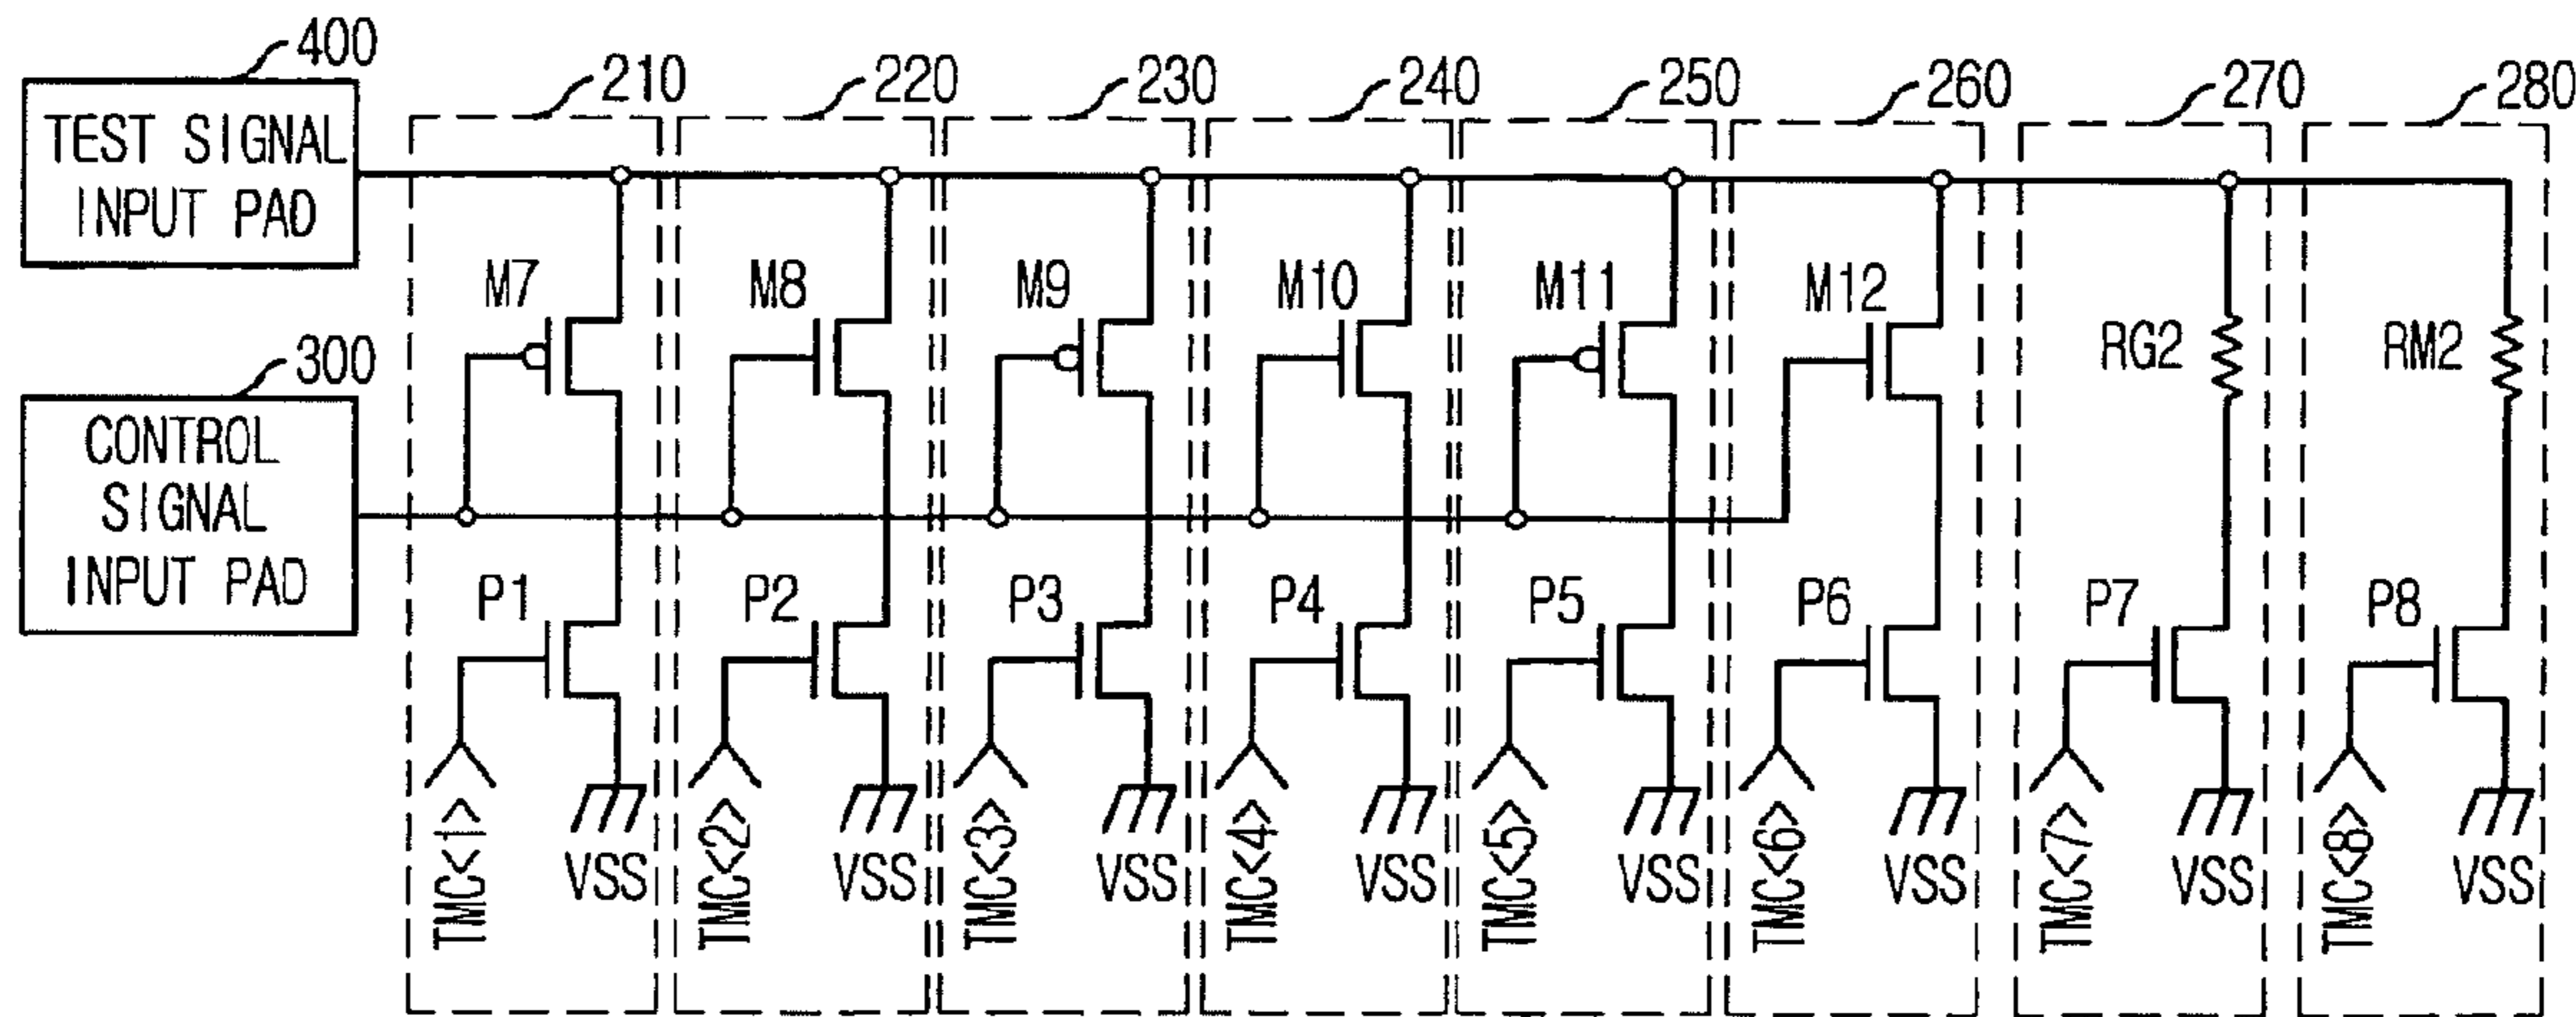 400
210
220
230
240
250
260
270
280
TEST SIGNAL
INPUT PAD
M7
M8
M9
M10
M11
M12
RG2
RM2
300
CONTROL
SIGNAL
INPUT PAD
P1
P2
P3
P4
P5
P6
P7
P8
TMC<1>
VSS
TMC<2>
VSS
TMC<3>
VSS
TMC<4>
VSS
TMC<5>
VSS
TMC<6>
VSS
TMC<7>
VSS
TMC<8>
VSS